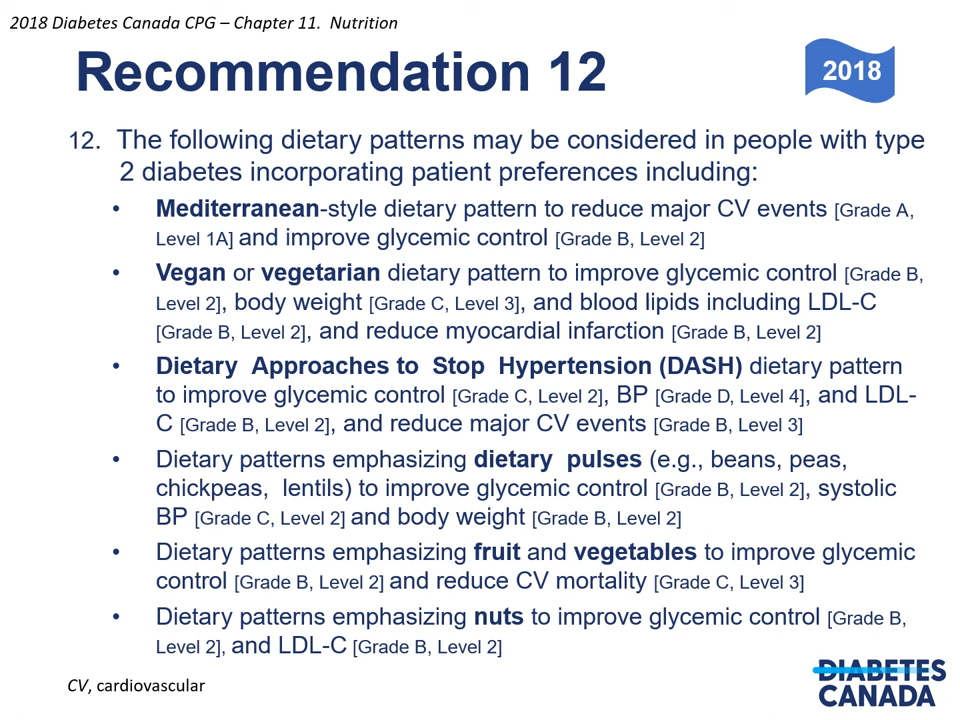 2018 Diabetes Canada CPG – Chapter 11. Nutrition
Recommendation 12
2018
12. The following dietary patterns may be considered in people with type
2 diabetes incorporating patient preferences including:
• Mediterranean-style dietary pattern to reduce major CV events [Grade A,
Level 1A] and improve glycemic control [Grade B, Level 2]
• Vegan or vegetarian dietary pattern to improve glycemic control [Grade B,
Level 2], body weight [Grade C, Level 3], and blood lipids including LDL-C
[Grade B, Level 2], and reduce myocardial infarction [Grade B, Level 2]
• Dietary Approaches to Stop Hypertension (DASH) dietary pattern
to improve glycemic control [Grade C, Level 2], BP [Grade D, Level 4], and LDL-
C [Grade B, Level 2], and reduce major CV events [Grade B, Level 3]
• Dietary patterns emphasizing dietary pulses (e.g., beans, peas,
chickpeas, lentils) to improve glycemic control [Grade B, Level 2], systolic
BP [Grade C, Level 2] and body weight [Grade B, Level 2]
• Dietary patterns emphasizing fruit and vegetables to improve glycemic
control [Grade B, Level 2] and reduce CV mortality [Grade C, Level 3]
• Dietary patterns emphasizing nuts to improve glycemic control [Grade B,
Level 2], and LDL-C [Grade B, Level 2]
CV, cardiovascular
DIABETES
CANADA